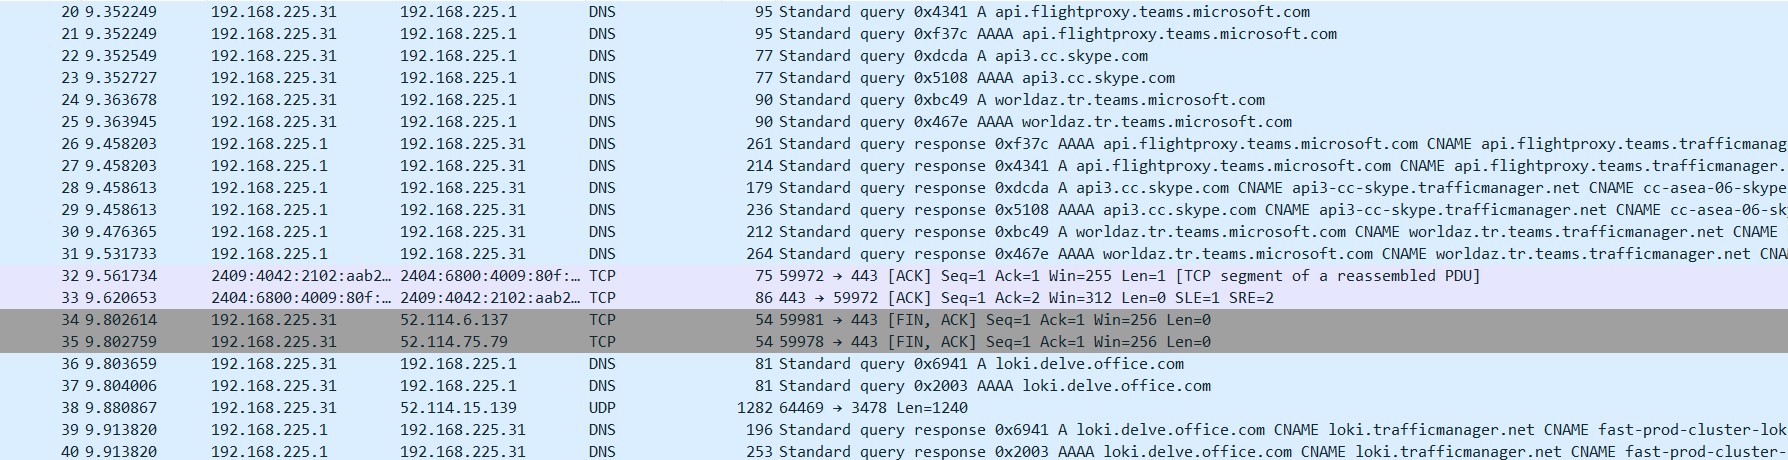 20 9.352249 192.168.225.31 192.168.225.1 DNS 95 Standard query 0x4341 A api.flightproxy.teams.microsoft.com
21 9.352249 192.168.225.31 192.168.225.1 DNS 95 Standard query 0xf37c AAAA api.flightproxy.teams.microsoft.com
22 9.352549 192.168.225.31 192.168.225.1 DNS 77 Standard query 0xdcda A api3.cc.skype.com
23 9.352727 192.168.225.31 192.168.225.1 DNS 77 Standard query 0x5108 AAAA api3.cc.skype.com
24 9.363678 192.168.225.31 192.168.225.1 DNS 90 Standard query 0xbc49 A worldaz.tr.teams.microsoft.com
25 9.363945 192.168.225.31 192.168.225.1 DNS 90 Standard query 0x467e AAAA worldaz.tr.teams.microsoft.com
26 9.458203 192.168.225.1 192.168.225.31 DNS 261 Standard query response 0xf37c AAAA api.flightproxy.teams.microsoft.com CNAME api.flightproxy.teams.trafficmanag
27 9.458203 192.168.225.1 192.168.225.31 DNS 214 Standard query response 0x4341 A api.flightproxy.teams.microsoft.com CNAME api.flightproxy.teams.trafficmanager.
28 9.458613 192.168.225.1 192.168.225.31 DNS 179 Standard query response 0xdcda A api3.cc.skype.com CNAME api3-cc-skype.trafficmanager.net CNAME cc-asea-06-skype
29 9.458613 192.168.225.1 192.168.225.31 DNS 236 Standard query response 0x5108 AAAA api3.cc.skype.com CNAME api3-cc-skype.trafficmanager.net CNAME cc-asea-06-sk
30 9.476365 192.168.225.1 192.168.225.31 DNS 212 Standard query response 0xbc49 A worldaz.tr.teams.microsoft.com CNAME worldaz.tr.teams.trafficmanager.net CNAME
31 9.531733 192.168.225.1 192.168.225.31 DNS 264 Standard query response 0x467e AAAA worldaz.tr.teams.microsoft.com CNAME worldaz.tr.teams.trafficmanager.net CNA
32 9.561734 2409:4042:2102:aab2… 2404:6800:4009:80f:… TCP 75 59972 → 443 [ACK] Seq=1 Ack=1 Win=255 Len=1 [TCP segment of a reassembled PDU]
33 9.620653 2404:6800:4009:80f:… 2409:4042:2102:aab2… TCP 86 443 → 59972 [ACK] Seq=1 Ack=2 Win=312 Len=0 SLE=1 SRE=2
34 9.802614 192.168.225.31 52.114.6.137 TCP 54 59981 → 443 [FIN, ACK] Seq=1 Ack=1 Win=256 Len=0
35 9.802759 192.168.225.31 52.114.75.79 TCP 54 59978 → 443 [FIN, ACK] Seq=1 Ack=1 Win=256 Len=0
36 9.803659 192.168.225.31 192.168.225.1 DNS 81 Standard query 0x6941 A loki.delve.office.com
37 9.804006 192.168.225.31 192.168.225.1 DNS 81 Standard query 0x2003 AAAA loki.delve.office.com
38 9.880867 192.168.225.31 52.114.15.139 UDP 1282 64469 → 3478 Len=1240
39 9.913820 192.168.225.1 192.168.225.31 DNS 196 Standard query response 0x6941 A loki.delve.office.com CNAME loki.trafficmanager.net CNAME fast-prod-cluster-lok
40 9.913820 192.168.225.1 192.168.225.31 DNS 253 Standard query response 0x2003 AAAA loki.delve.office.com CNAME loki.trafficmanager.net CNAME fast-prod-cluster-